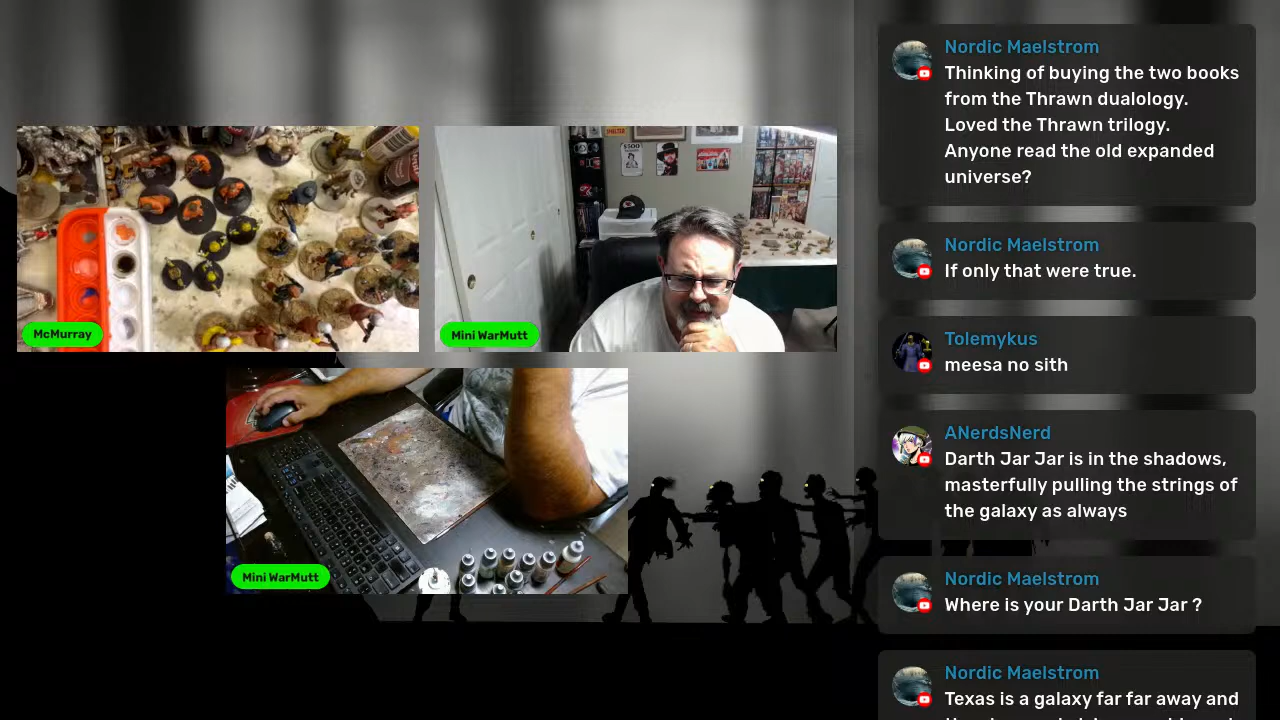 $500
McMurray
Mini WarMutt
Mini WarMutt
Nordic Maelstrom
Thinking of buying the two books
from the Thrawn dualology.
Loved the Thrawn trilogy.
Anyone read the old expanded
universe?
Nordic Maelstrom
If only that were true.
Tolemykus
meesa no sith
ANerdsNerd
Darth Jar Jar is in the shadows,
masterfully pulling the strings of
the galaxy as always
Nordic Maelstrom
Where is your Darth Jar Jar ?
Nordic Maelstrom
Texas is a galaxy far far away and